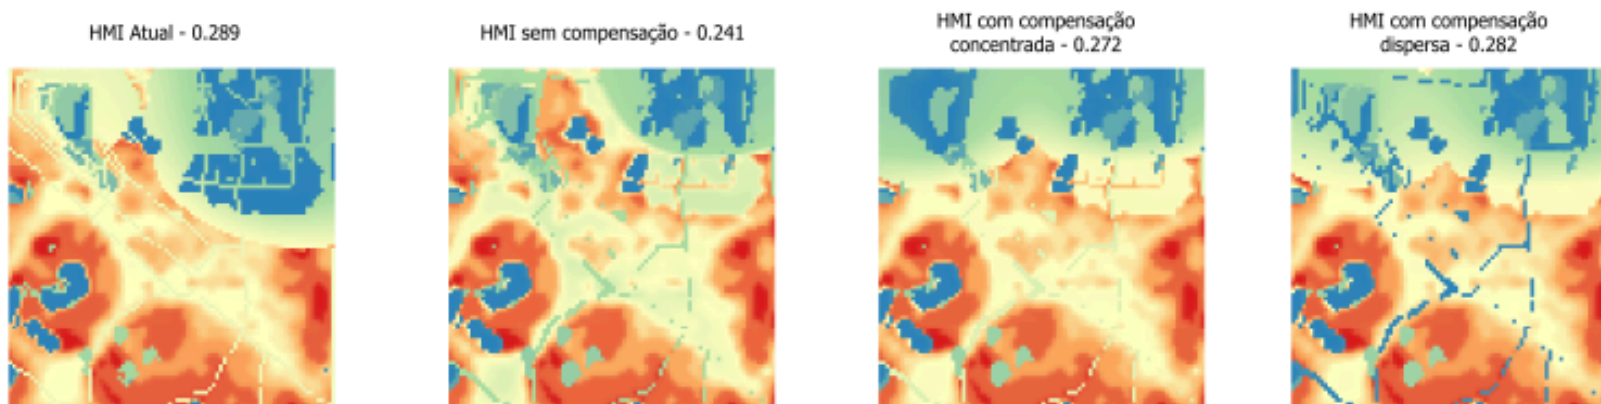 HMI Atual - 0.289
HMI sem compensação - 0.241
HMI com compensação
concentrada - 0.272
HMI com compensação
dispersa - 0.282